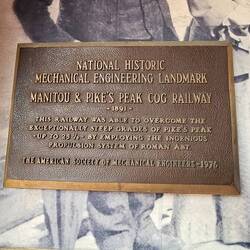 NATIONAL HISTORIC
MECHANICAL ENGINEERING LANDMARK
MANITOU & PIKE'S PEAK COG RAILWAY
-1891-
THIS RAILWAY WAS ABLE TO OVERCOME THE
EXCEPTIONALLY STEEP GRADES OF PIKE'S PEAK
-UP TO 25%- BY EMPLOYING THE INGENIOUS
PROPULSION SYSTEM OF ROMAN ABT.
THE AMERICAN SOCIETY OF MECHANICAL ENGINEERS-1976